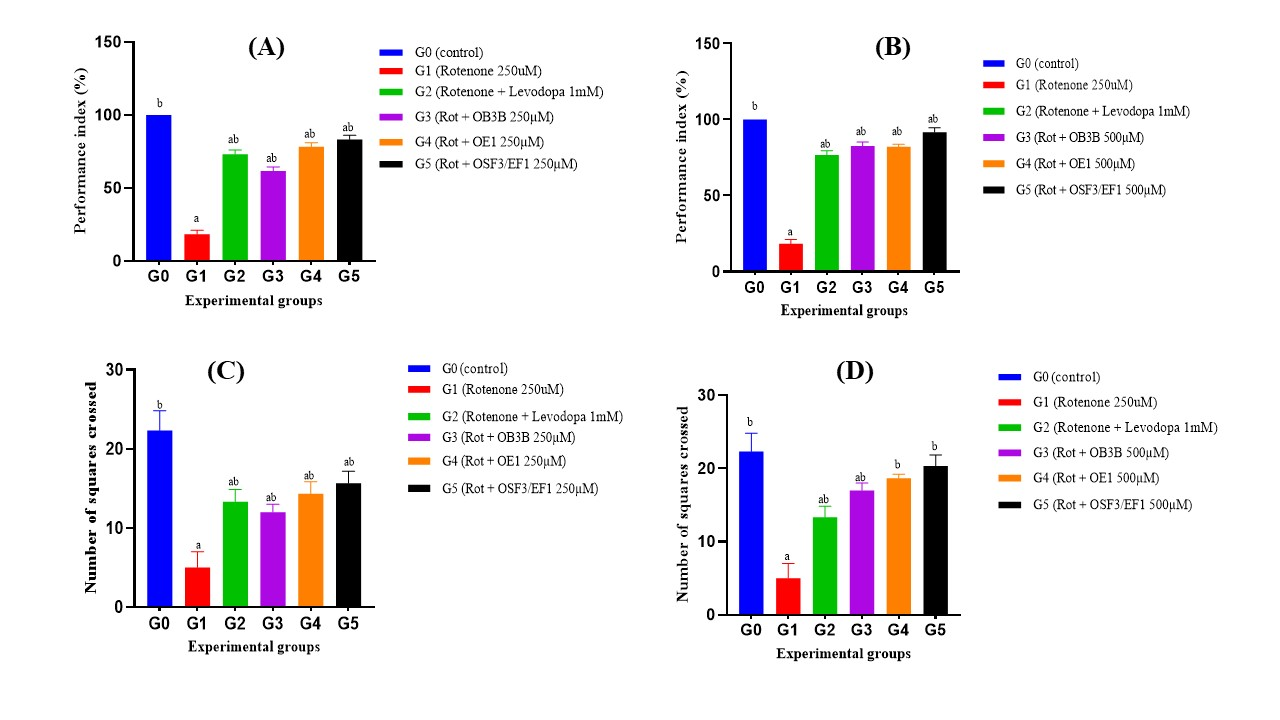 (A)
150
100
50
0
Performance index (%)
b
a
ab
ab
ab
ab
G0 G1 G2 G3 G4 G5
Experimental groups
G0 (control)
G1 (Rotenone 250uM)
G2 (Rotenone + Levodopa 1mM)
G3 (Rot + OB3B 250µM)
G4 (Rot + OE1 250µM)
G5 (Rot + OSF3/EF1 250µM)
(B)
150
100
50
0
Performance index (%)
b
a
ab
ab
ab
ab
G0 G1 G2 G3 G4 G5
Experimental groups
G0 (control)
G1 (Rotenone 250uM)
G2 (Rotenone + Levodopa 1mM)
G3 (Rot + OB3B 500µM)
G4 (Rot + OE1 500µM)
G5 (Rot + OSF3/EF1 500µM)
(C)
30
20
10
0
Number of squares crossed
b
a
ab
ab
ab
ab
G0 G1 G2 G3 G4 G5
Experimental groups
G0 (control)
G1 (Rotenone 250uM)
G2 (Rotenone + Levodopa 1mM)
G3 (Rot + OB3B 250µM)
G4 (Rot + OE1 250µM)
G5 (Rot + OSF3/EF1 250µM)
(D)
30
20
10
0
Number of squares crossed
b
a
ab
ab
b
b
G0 G1 G2 G3 G4 G5
Experimental groups
G0 (control)
G1 (Rotenone 250uM)
G2 (Rotenone + Levodopa 1mM)
G3 (Rot + OB3B 500µM)
G4 (Rot + OE1 500µM)
G5 (Rot + OSF3/EF1 500µM)